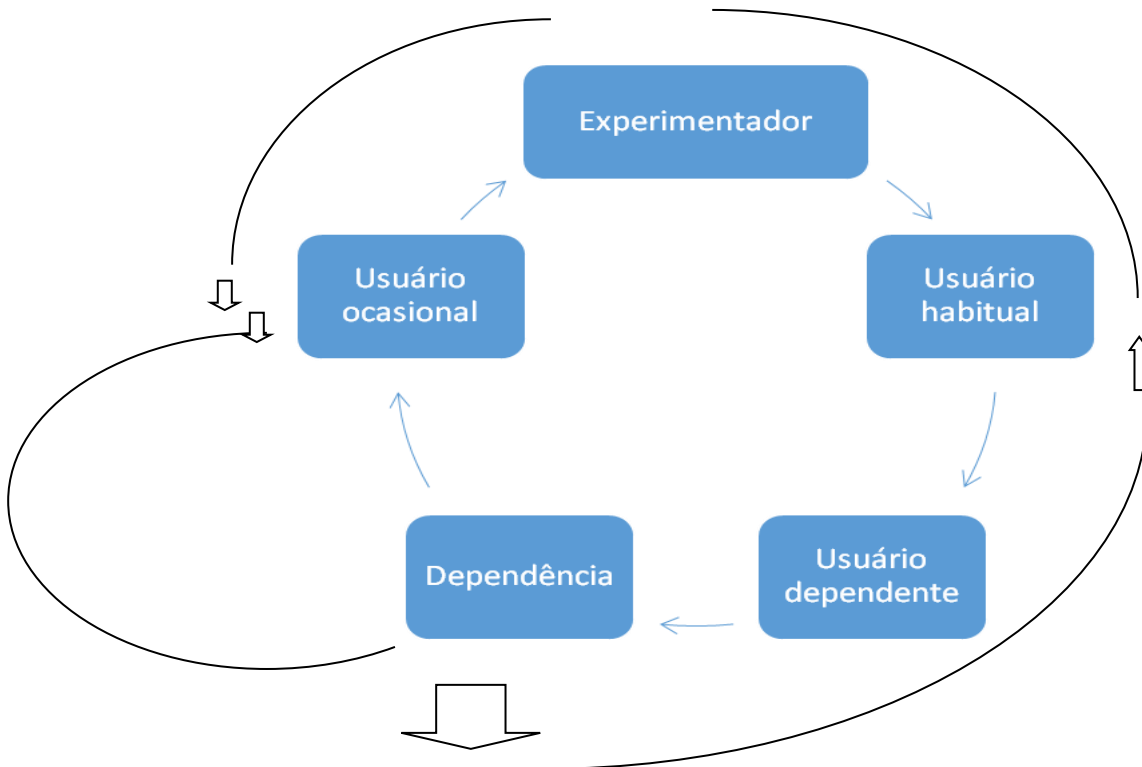 Experimentador
Usuário
ocasional
Usuário
habitual
Dependência
Usuário
dependente